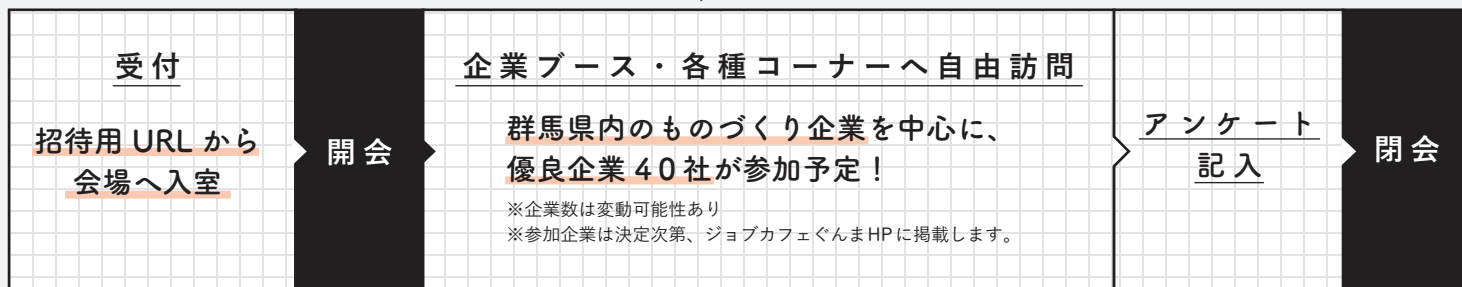 受付
招待用 URL から
会場へ入室
開会
企業ブース・各種コーナーへ自由訪問
群馬県内のものづくり企業を中心に、
優良企業 40 社が参加予定！
※企業数は変動可能性あり
※参加企業は決定次第、ジョブカフェぐんまHPに掲載します。
アンケート
記入
閉会